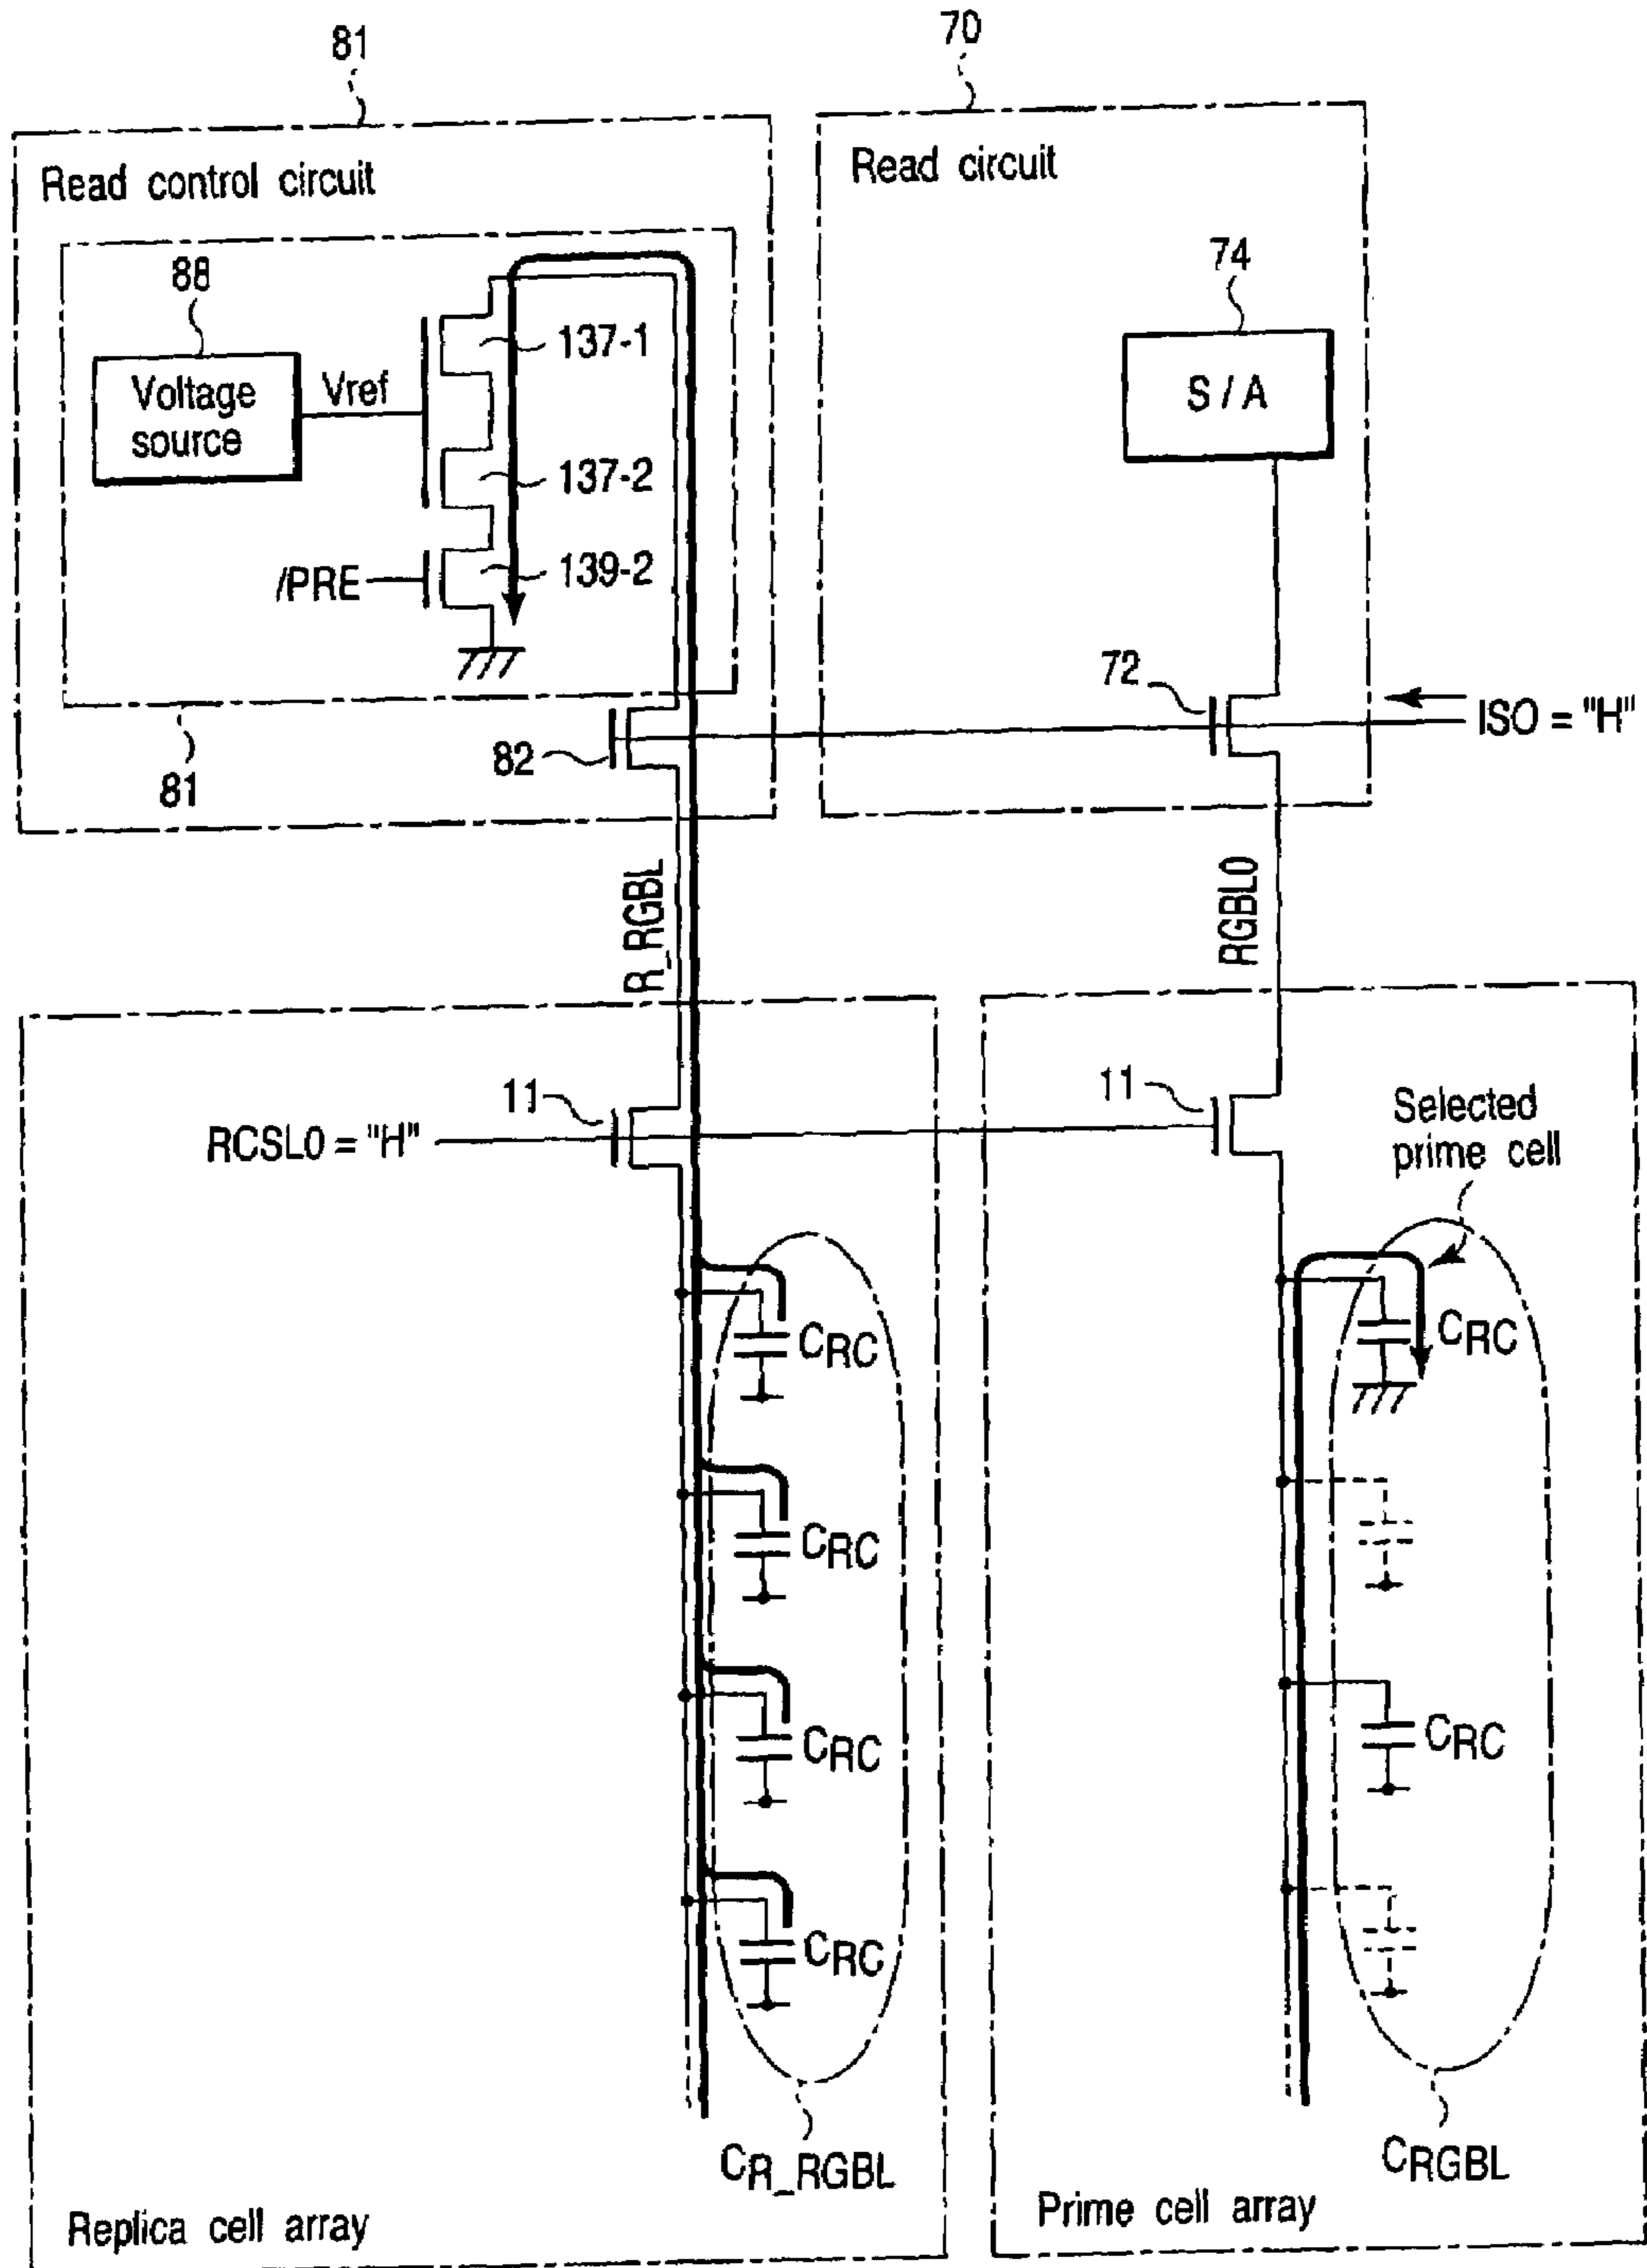 81
70
Read control circuit
Read circuit
88
74
Voltage
source
Vref
137-1
S / A
137-2
/PRE
139-2
72
ISO = "H"
82
81
R_RGBL
RGBL0
11
11
Selected
prime cell
RCSL0 = "H"
CRC
CRC
CRC
CRC
CRC
CRC
CR_RGBL
CRGBL
Replica cell array
Prime cell array